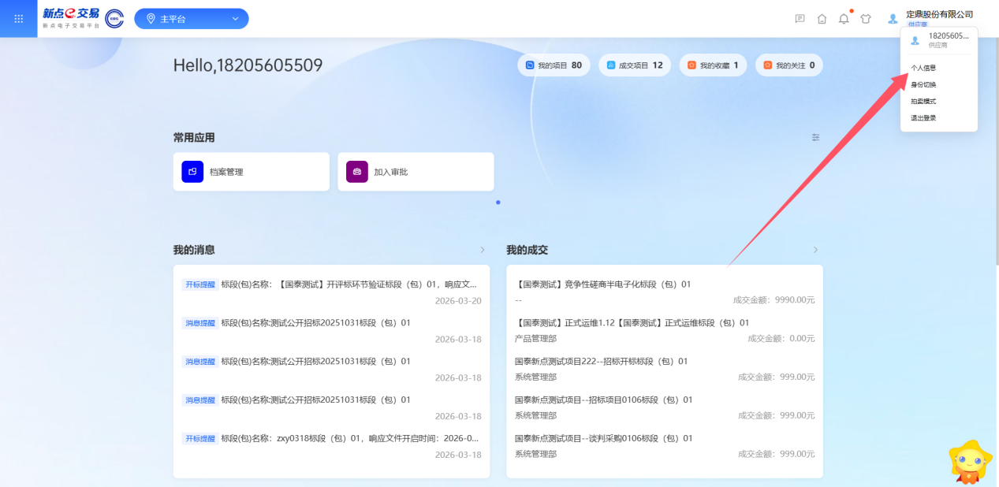 新点e交易
新点电子交易平台
主平台
定鼎股份有限公司
供应商
18205605...
供应商
个人信息
身份切换
拍卖模式
退出登录
Hello,18205605509
我的项目 80
成交项目 12
我的收藏 1
我的关注 0
常用应用
档案管理
加入审批
我的消息
开标提醒 标段(包)名称：【国泰测试】开评标环节验证标段（包）01，响应文...
2026-03-20
消息提醒 标段(包)名称:测试公开招标20251031标段（包）01
2026-03-18
消息提醒 标段(包)名称:测试公开招标20251031标段（包）01
2026-03-18
消息提醒 标段(包)名称:测试公开招标20251031标段（包）01
2026-03-18
开标提醒 标段(包)名称：zxy0318标段（包）01，响应文件开启时间：2026-0...
2026-03-18
我的成交
【国泰测试】竞争性磋商半电子化标段（包）01
-- 成交金额：9990.00元
【国泰测试】正式运维1.12【国泰测试】正式运维标段（包）01
产品管理部 成交金额：0.00元
国泰新点测试项目222--招标开标标段（包）01
系统管理部 成交金额：999.00元
国泰新点测试项目--招标项目0106标段（包）01
系统管理部 成交金额：999.00元
国泰新点测试项目--谈判采购0106标段（包）01
系统管理部 成交金额：999.00元